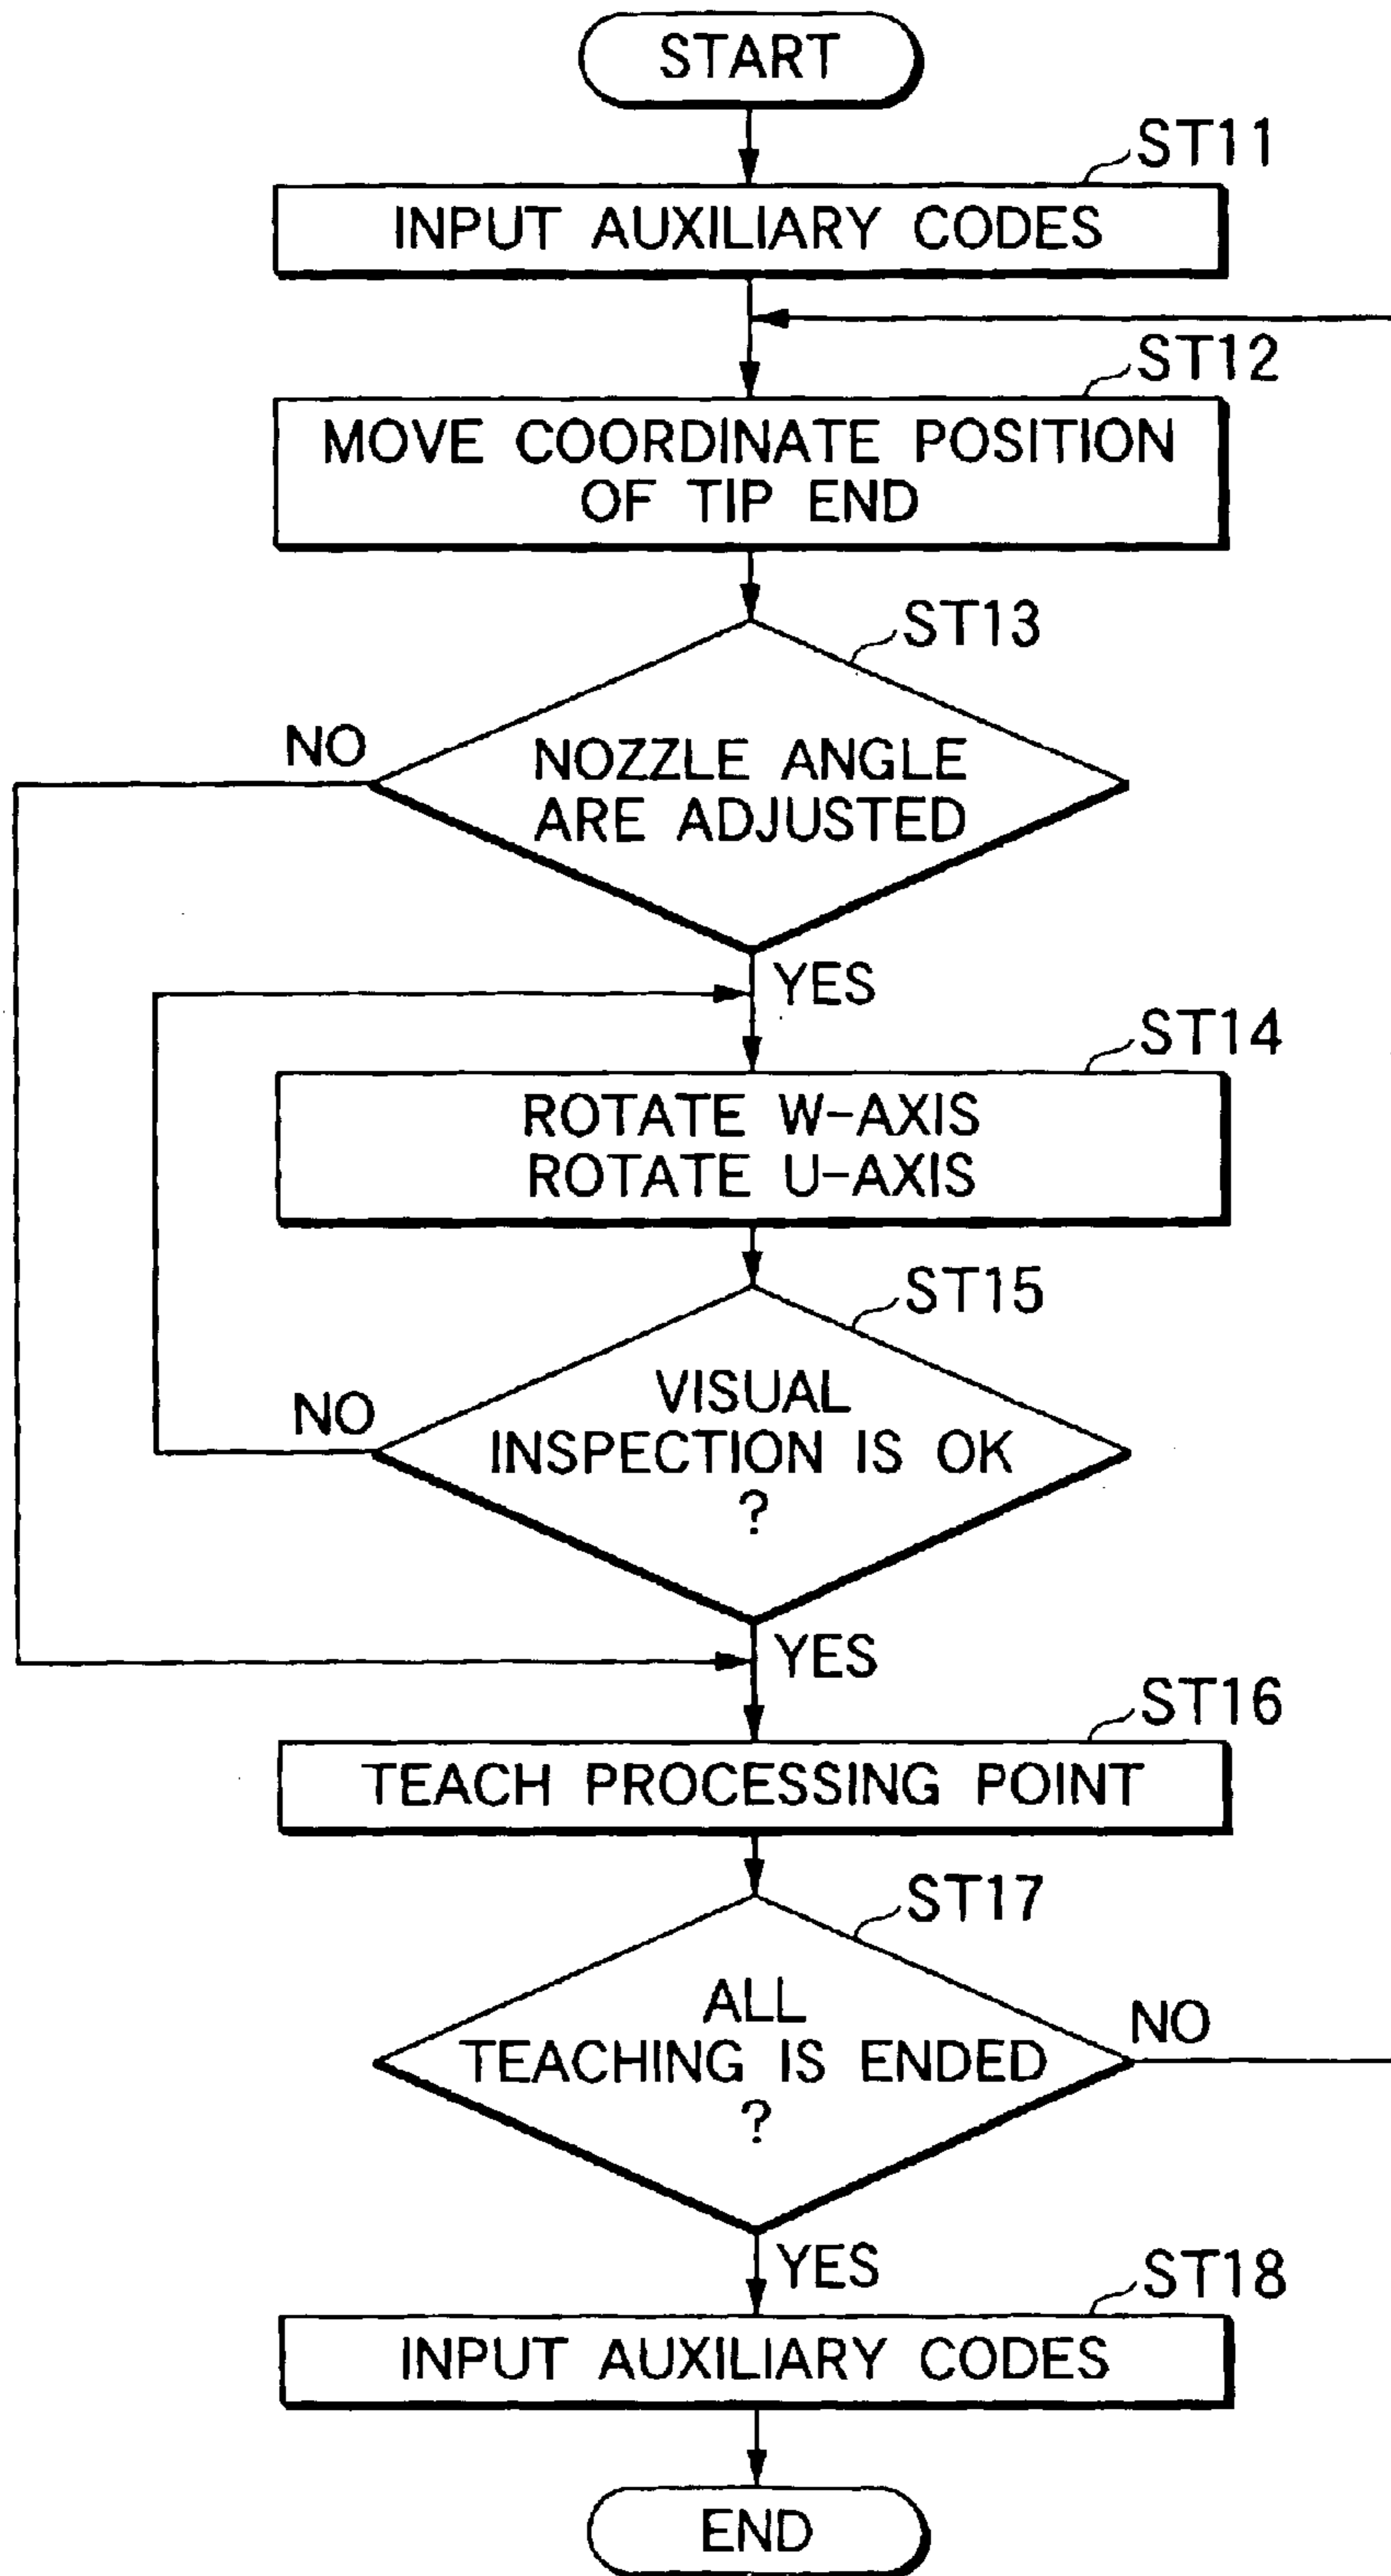 START
ST11
INPUT AUXILIARY CODES
ST12
MOVE COORDINATE POSITION
OF TIP END
ST13
NO
NOZZLE ANGLE
ARE ADJUSTED
YES
ST14
ROTATE W-AXIS
ROTATE U-AXIS
ST15
NO
VISUAL
INSPECTION IS OK
?
YES
ST16
TEACH PROCESSING POINT
ST17
ALL
TEACHING IS ENDED
?
NO
YES
ST18
INPUT AUXILIARY CODES
END